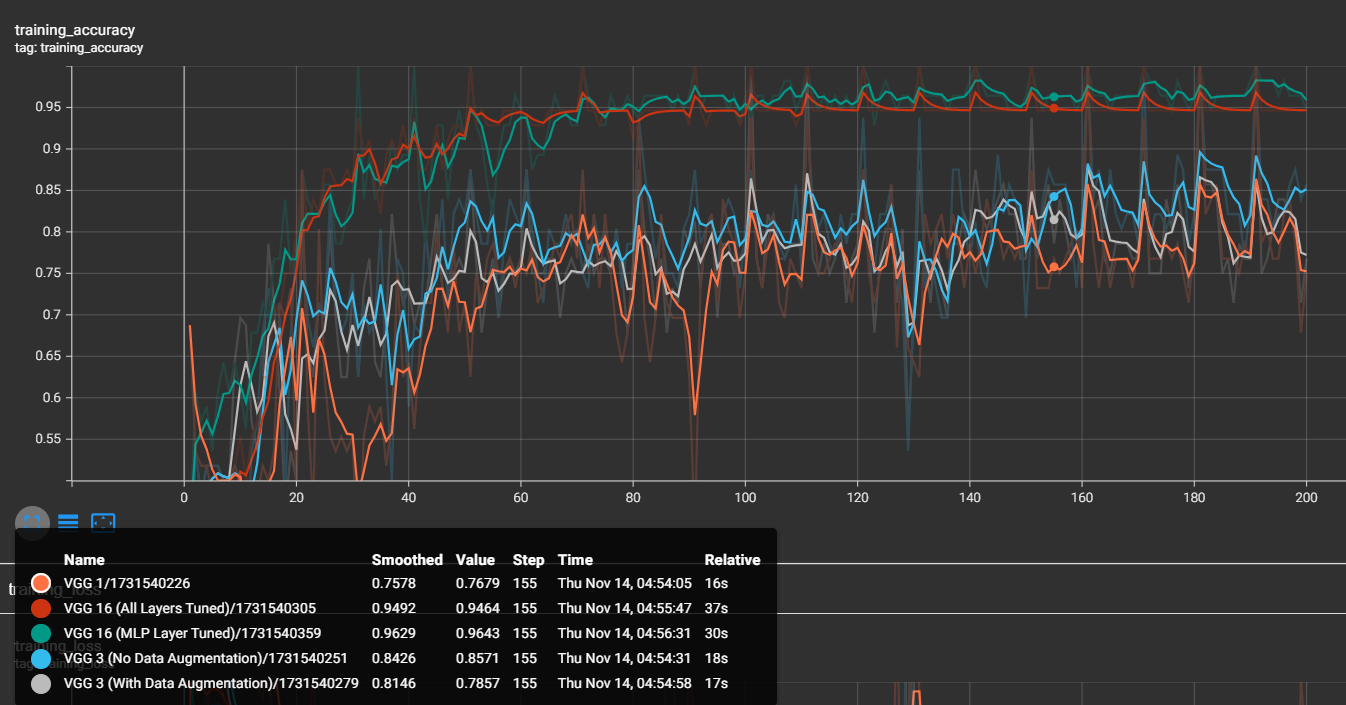 training_accuracy
tag: training_accuracy
0.95
0.9
0.85
0.8
0.75
0.7
0.65
0.6
0.55
0 20 40 60 80 100 120 140 160 180 200
training_loss
Name Smoothed Value Step Time Relative
VGG 1/1731540226 0.7578 0.7679 155 Thu Nov 14, 04:54:05 16s
VGG 16 (All Layers Tuned)/1731540305 0.9492 0.9464 155 Thu Nov 14, 04:55:47 37s
VGG 16 (MLP Layer Tuned)/1731540359 0.9629 0.9643 155 Thu Nov 14, 04:56:31 30s
training_loss
VGG 3 (No Data Augmentation)/1731540251 0.8426 0.8571 155 Thu Nov 14, 04:54:31 18s
tag: training_loss
VGG 3 (With Data Augmentation)/1731540279 0.8146 0.7857 155 Thu Nov 14, 04:54:58 17s